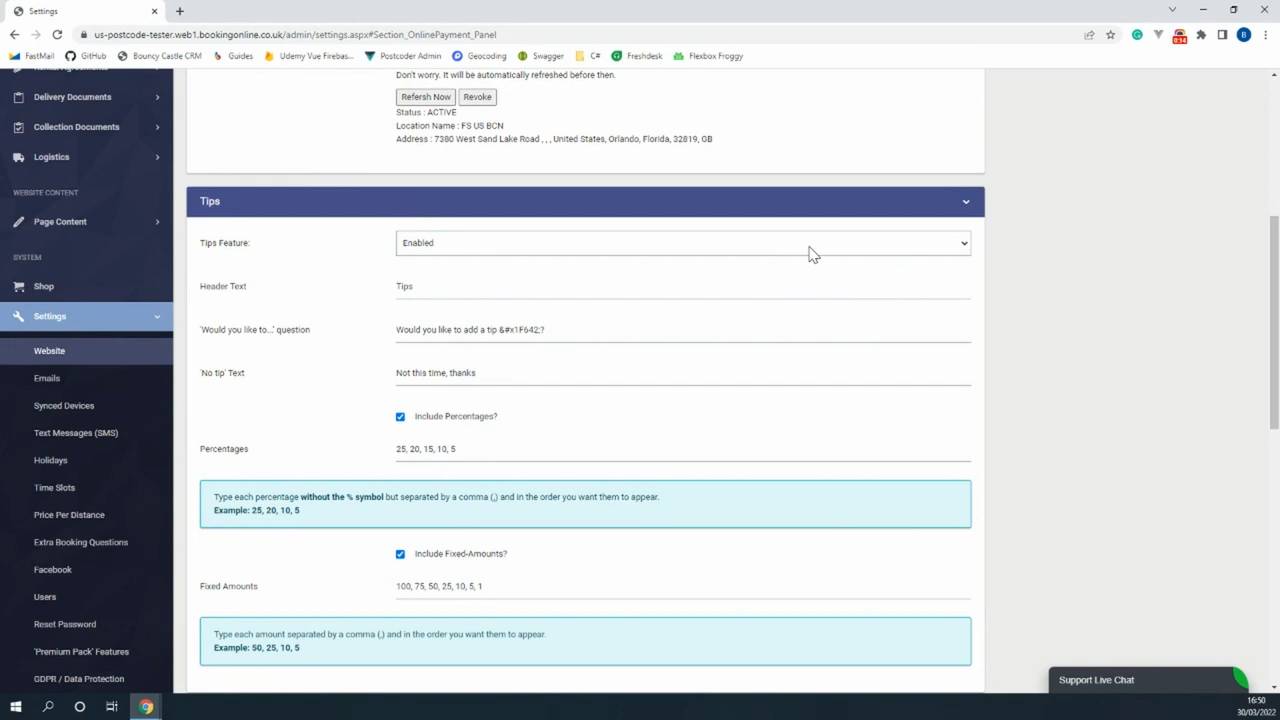 Settings
us-postcode-tester.web1.bookingonline.co.uk/admin/settings.aspx#Section_OnlinePayment_Panel
FastMail
GitHub
Bouncy Castle CRM
Guides
Udemy Vue Firebas...
Postcoder Admin
Geocoding
Swagger
C#
Freshdesk
Flexbox Froggy
0:14
B
Delivery Documents
Collection Documents
Logistics
WEBSITE CONTENT
Page Content
SYSTEM
Shop
Settings
Website
Emails
Synced Devices
Text Messages (SMS)
Holidays
Time Slots
Price Per Distance
Extra Booking Questions
Facebook
Users
Reset Password
'Premium Pack' Features
GDPR / Data Protection
Don't worry. It will be automatically refreshed before then.
Refersh Now
Revoke
Status : ACTIVE
Location Name : FS US BCN
Address : 7380 West Sand Lake Road , , , United States, Orlando, Florida, 32819, GB
Tips
Tips Feature:
Enabled
Header Text
Tips
'Would you like to...' question
Would you like to add a tip &#x1F642;?
'No tip' Text
Not this time, thanks
Include Percentages?
Percentages
25, 20, 15, 10, 5
Type each percentage without the % symbol but separated by a comma (,) and in the order you want them to appear.
Example: 25, 20, 10, 5
Include Fixed-Amounts?
Fixed Amounts
100, 75, 50, 25, 10, 5, 1
Type each amount separated by a comma (,) and in the order you want them to appear.
Example: 50, 25, 10, 5
Support Live Chat
16:50
30/03/2022